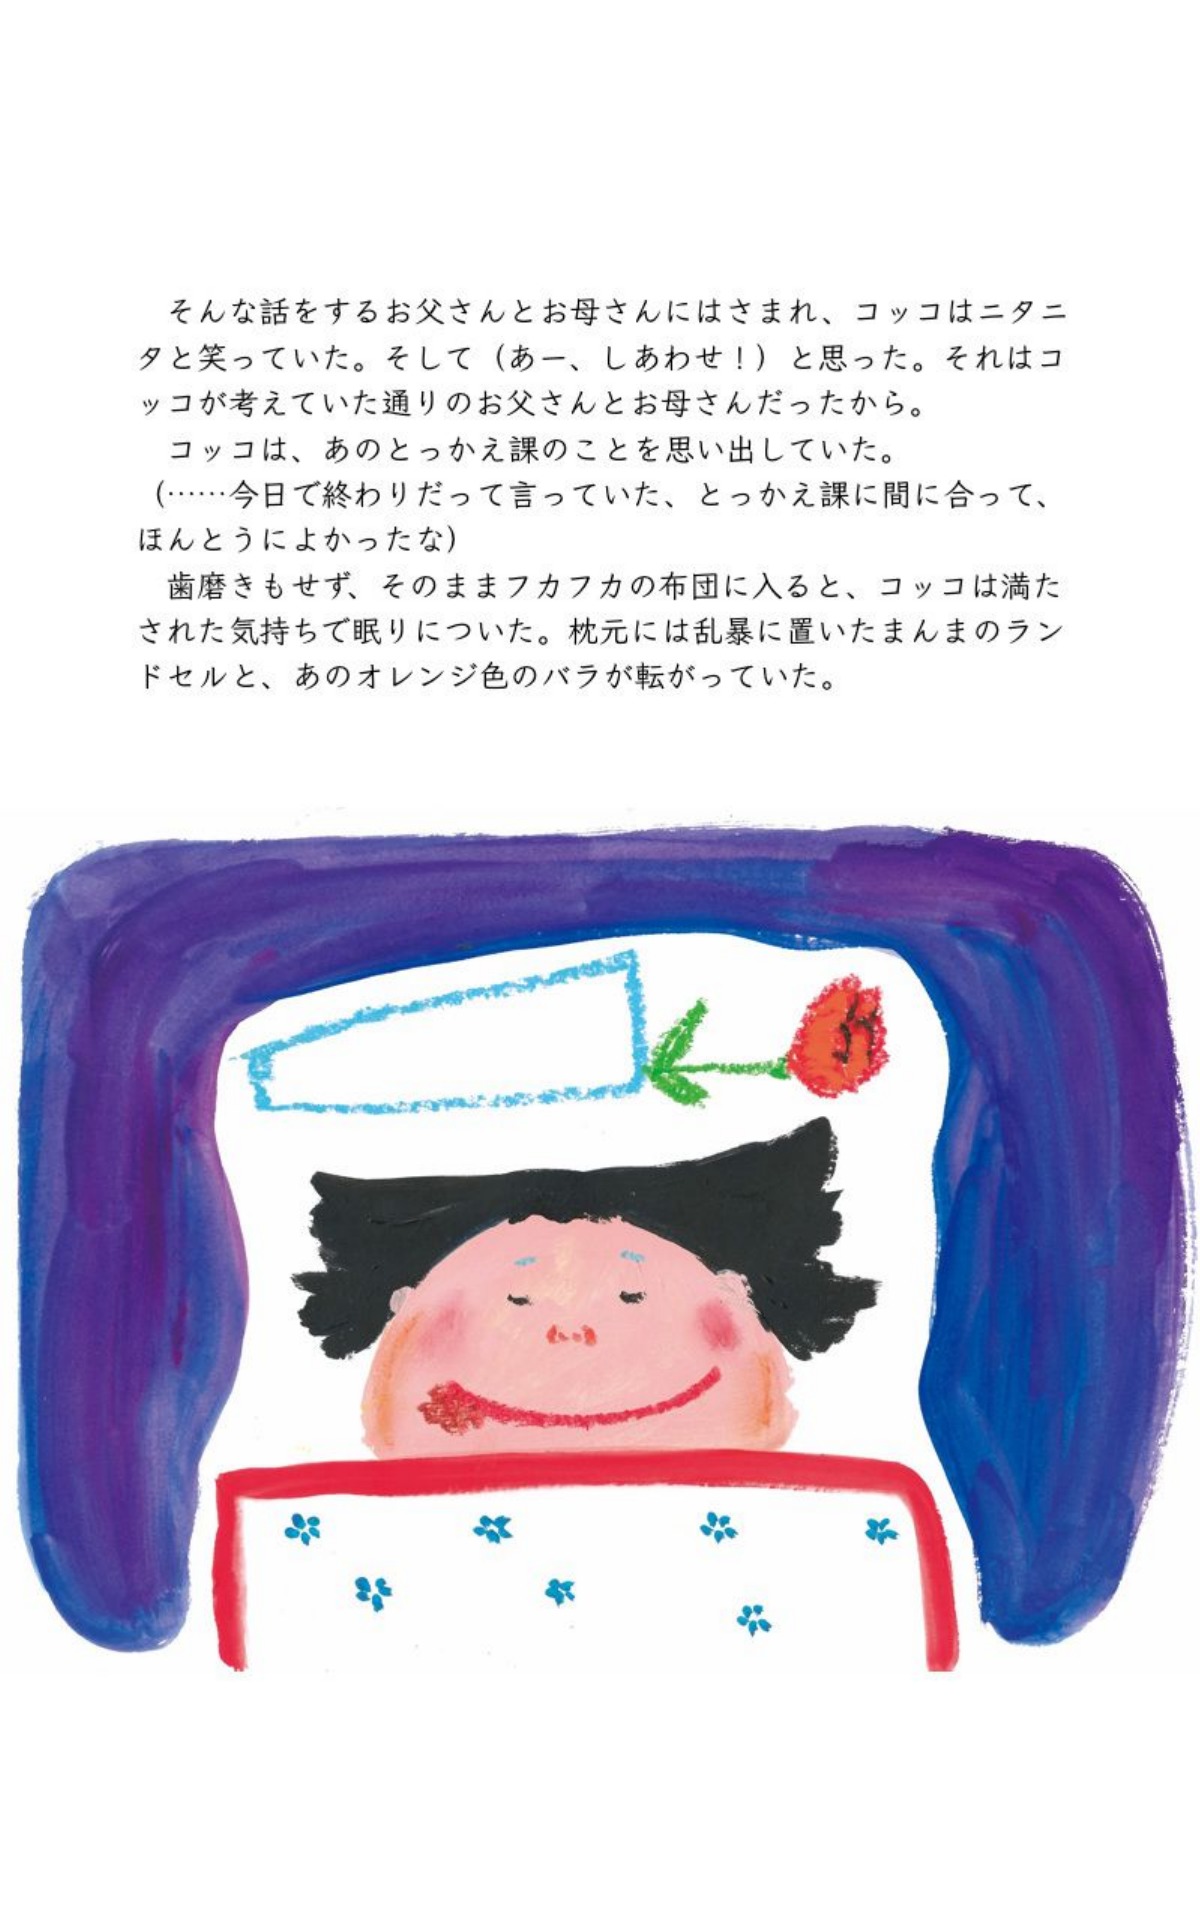 そんな話をするお父さんとお母さんにはさまれ、コッコはニタニ
タと笑っていた。そして（あー、しあわせ！）と思った。それはコ
ッコが考えていた通りのお父さんとお母さんだったから。
　コッコは、あのとっかえ課のことを思い出していた。
（……今日で終わりだって言っていた、とっかえ課に間に合って、
ほんとうによかったな）
　歯磨きもせず、そのままフカフカの布団に入ると、コッコは満た
された気持ちで眠りについた。枕元には乱暴に置いたまんまのラン
ドセルと、あのオレンジ色のバラが転がっていた。